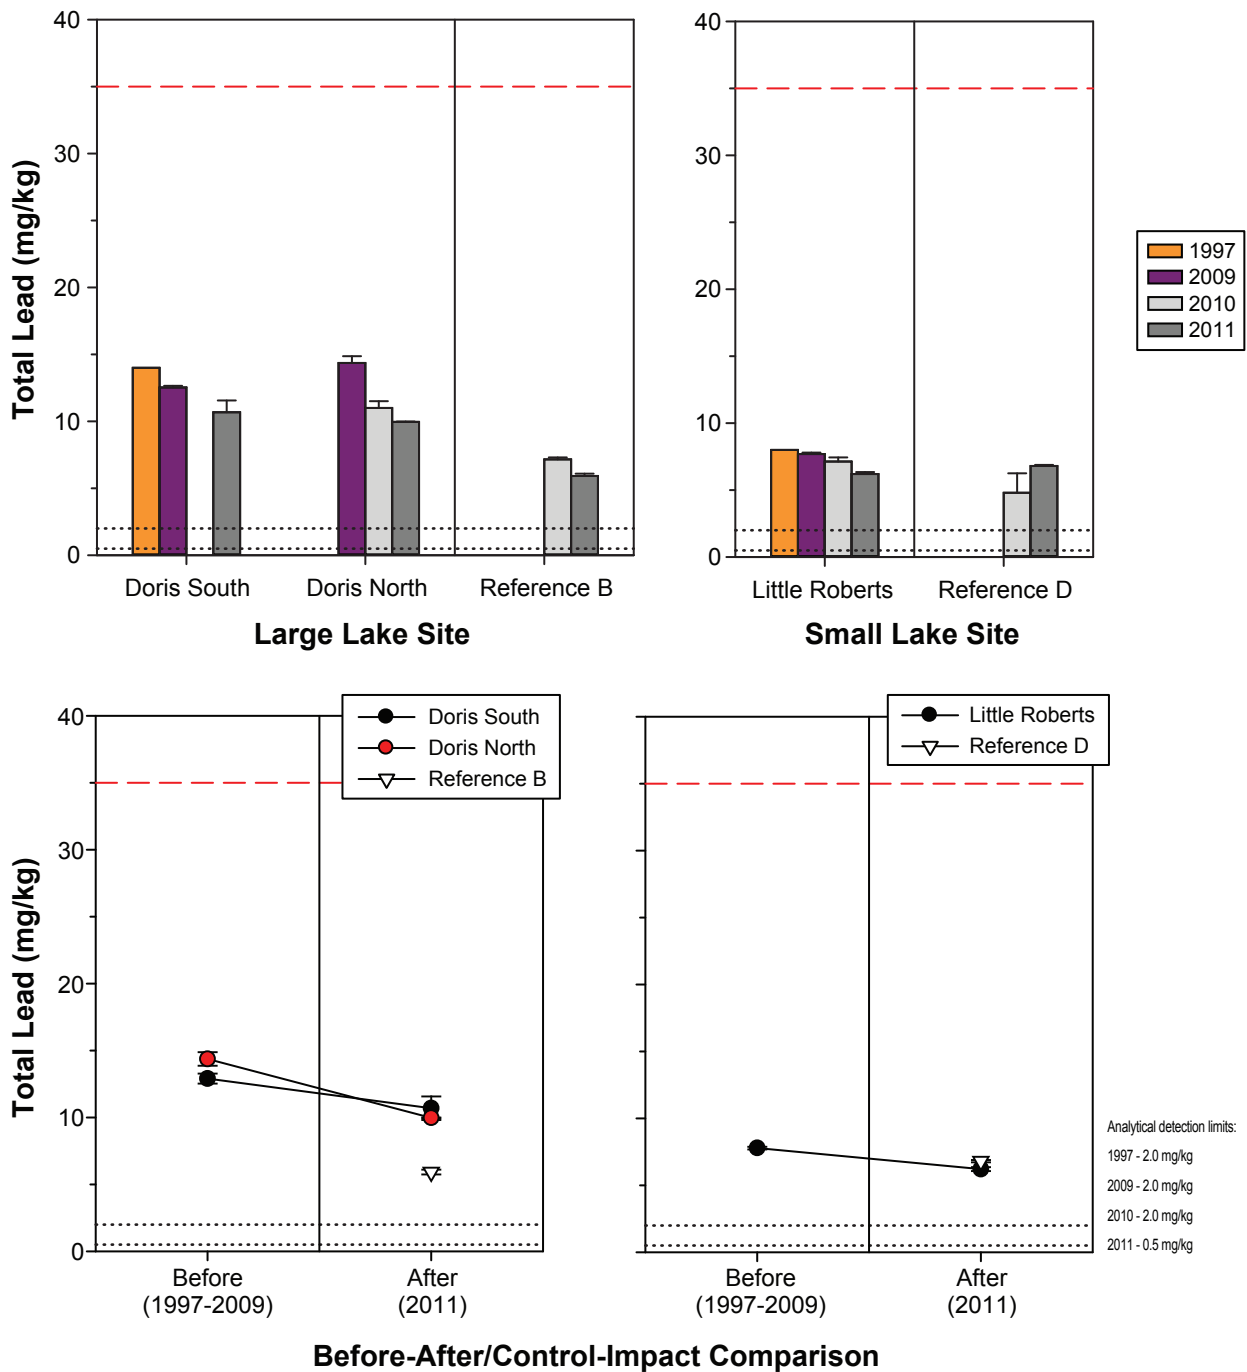 40
30
20
10
0
Total Lead (mg/kg)
Doris South
Doris North
Reference B
Large Lake Site
40
30
20
10
0
Little Roberts
Reference D
Small Lake Site
1997
2009
2010
2011
40
30
20
10
0
Total Lead (mg/kg)
Doris South
Doris North
Reference B
Before
(1997-2009)
After
(2011)
Little Roberts
Reference D
Before
(1997-2009)
After
(2011)
Analytical detection limits:
1997 - 2.0 mg/kg
2009 - 2.0 mg/kg
2010 - 2.0 mg/kg
2011 - 0.5 mg/kg
Before-After/Control-Impact Comparison